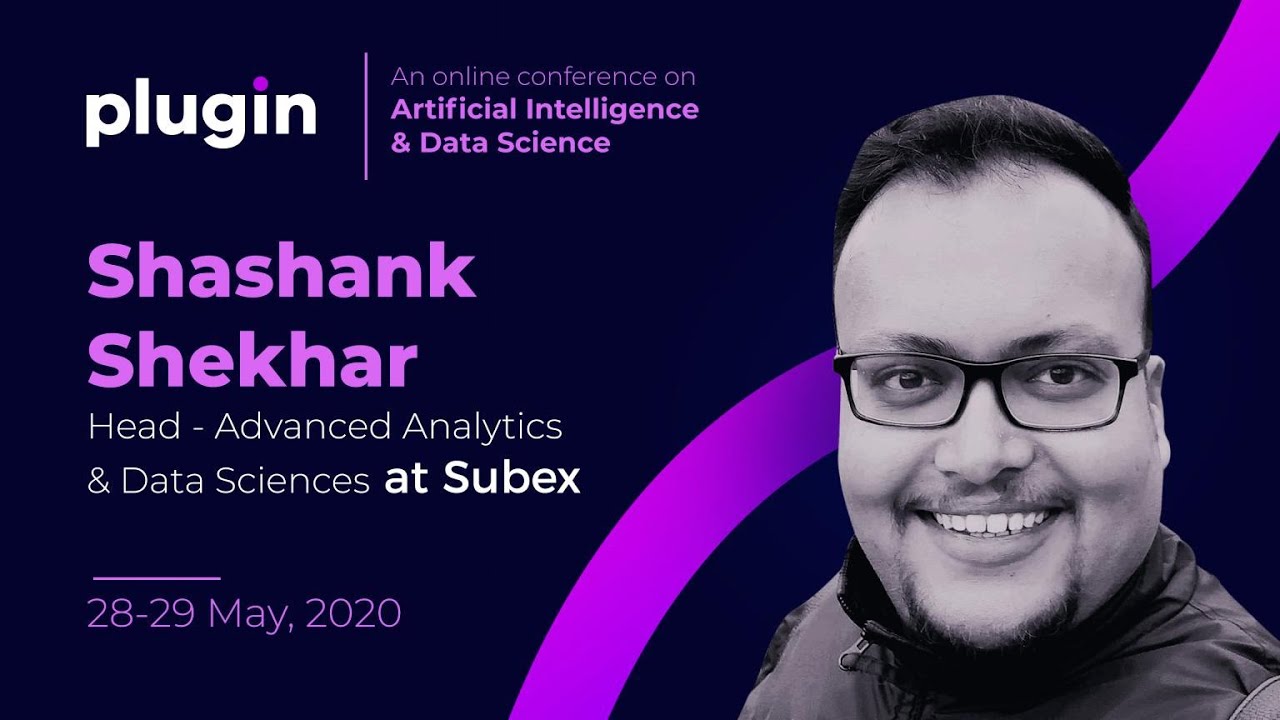 plugin
An online conference on
Artificial Intelligence
& Data Science
Shashank
Shekhar
Head - Advanced Analytics
& Data Sciences at Subex
28-29 May, 2020